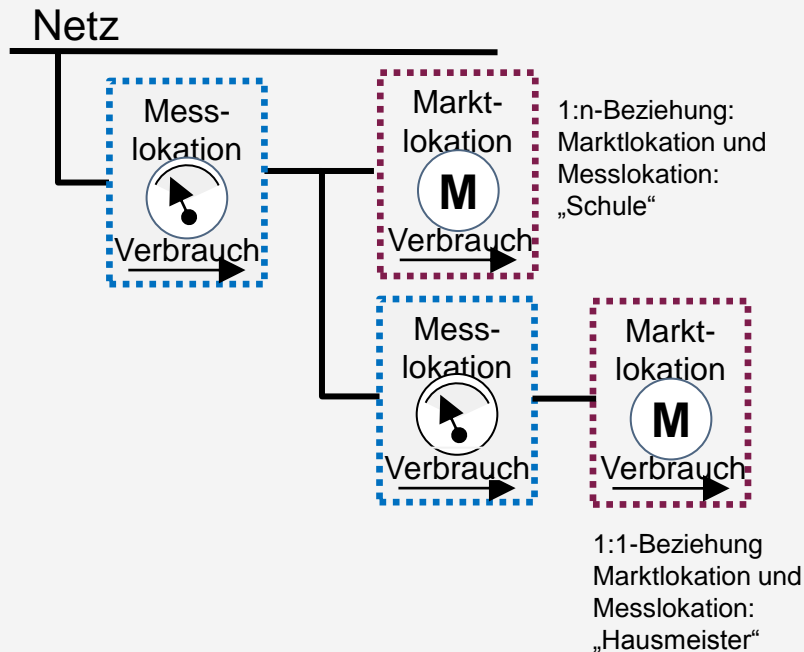 Netz
Mess-
lokation
Verbrauch
Markt-
lokation
M
Verbrauch
1:n-Beziehung:
Marktlokation und
Messlokation:
„Schule“
Mess-
lokation
Verbrauch
Markt-
lokation
M
Verbrauch
1:1-Beziehung
Marktlokation und
Messlokation:
„Hausmeister“